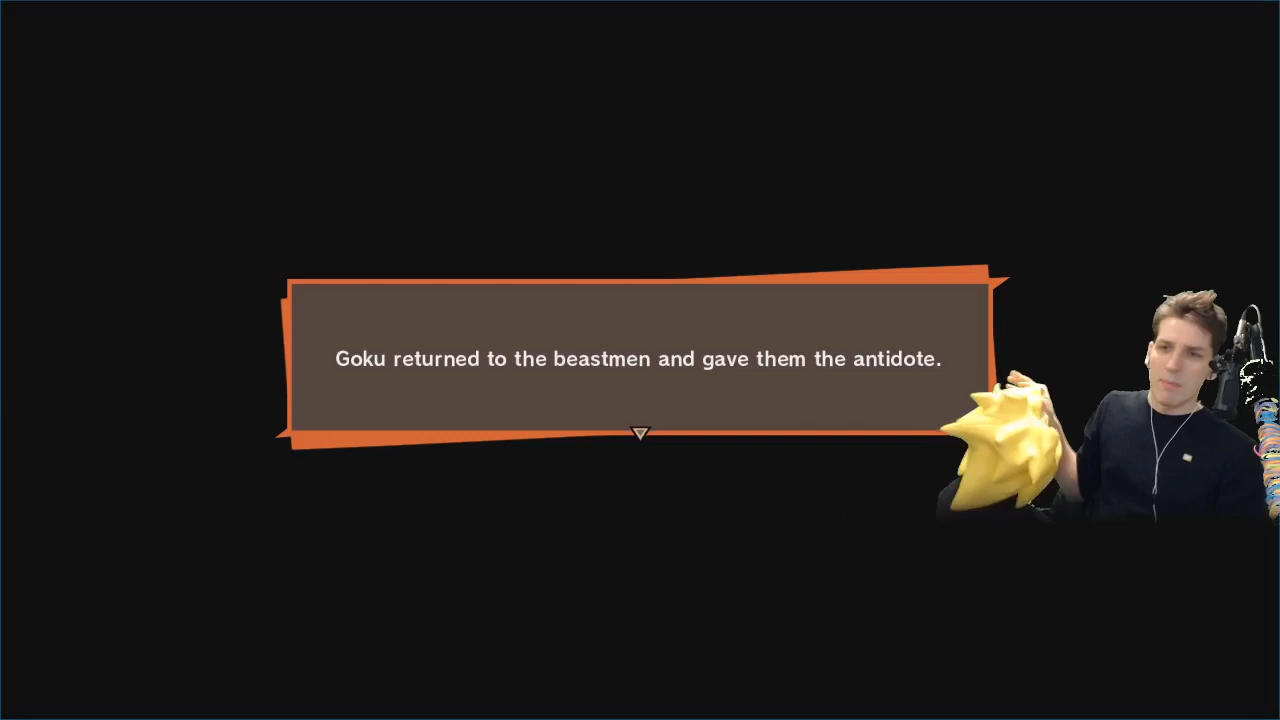 Goku returned to the beastmen and gave them the antidote.